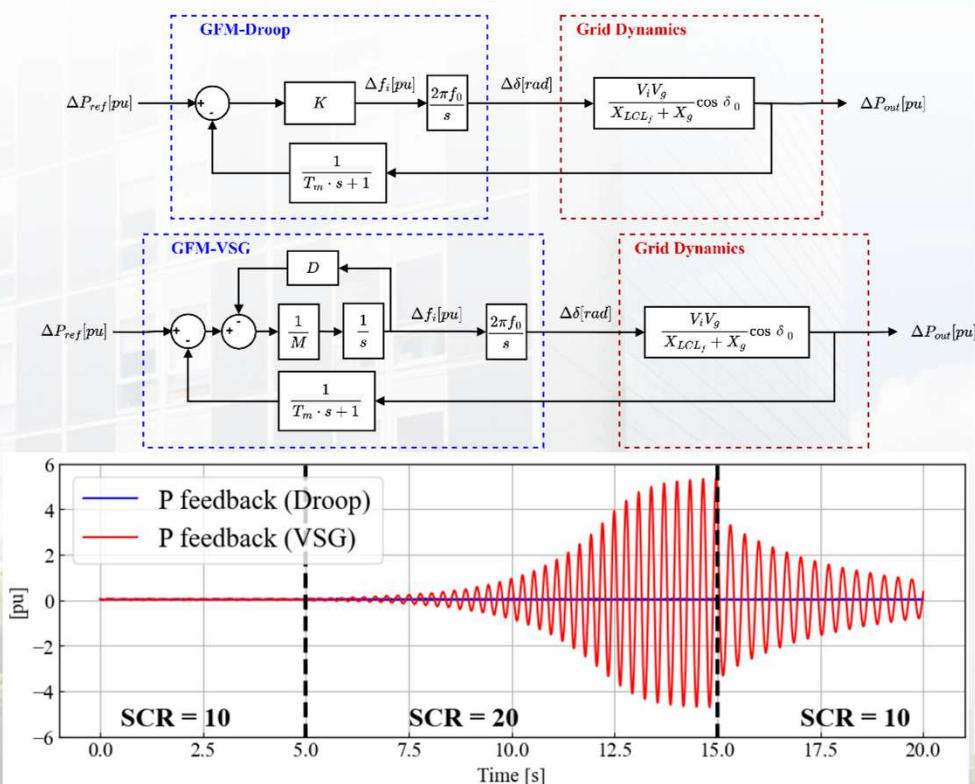 GFM-Droop
Grid Dynamics
ΔP_ref[pu]
+
-
K
Δf_i[pu]
2πf_0/s
Δδ[rad]
V_iV_g/(X_{LCL_f} + X_g) cos δ_0
ΔP_out[pu]
1/(T_m · s + 1)
GFM-VSG
Grid Dynamics
D
ΔP_ref[pu]
+
-
+
-
1/M
1/s
Δf_i[pu]
2πf_0/s
Δδ[rad]
V_iV_g/(X_{LCL_f} + X_g) cos δ_0
ΔP_out[pu]
1/(T_m · s + 1)
P feedback (Droop)
P feedback (VSG)
[pu]
6
4
2
0
−2
−4
−6
SCR = 10
SCR = 20
SCR = 10
0.0 2.5 5.0 7.5 10.0 12.5 15.0 17.5 20.0
Time [s]